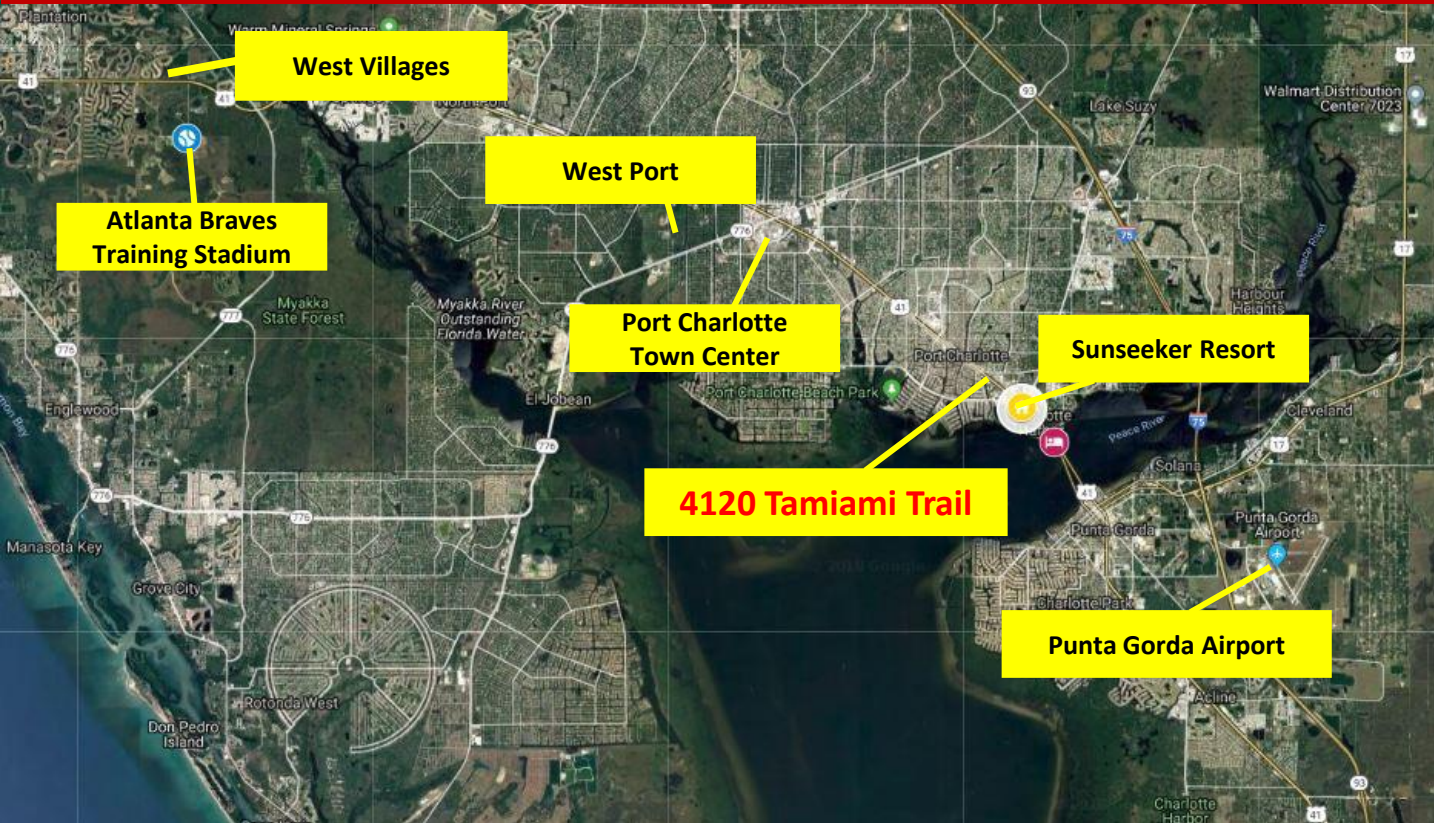 Plantation
Warm Mineral Springs
West Villages
17
41
41
North Port
93
Lake Suzy
Walmart Distribution
Center 7023
West Port
Atlanta Braves
Training Stadium
776
75
17
Peace River
Myakka
State Forest
777
Myakka River
Outstanding
Florida Water
Port Charlotte
Town Center
41
Harbour
Heights
776
Port Charlotte
Sunseeker Resort
Port Charlotte Beach Park
Englewood
El Jobean
Cleveland
Peace River
75
17
776
Solana
4120 Tamiami Trail
41
776
776
Punta Gorda
Punta Gorda
Airport
Manasota Key
Grove City
Charlotte Park
Punta Gorda Airport
Rotonda West
Acline
Don Pedro
Island
93
Charlotte
Harbor
41